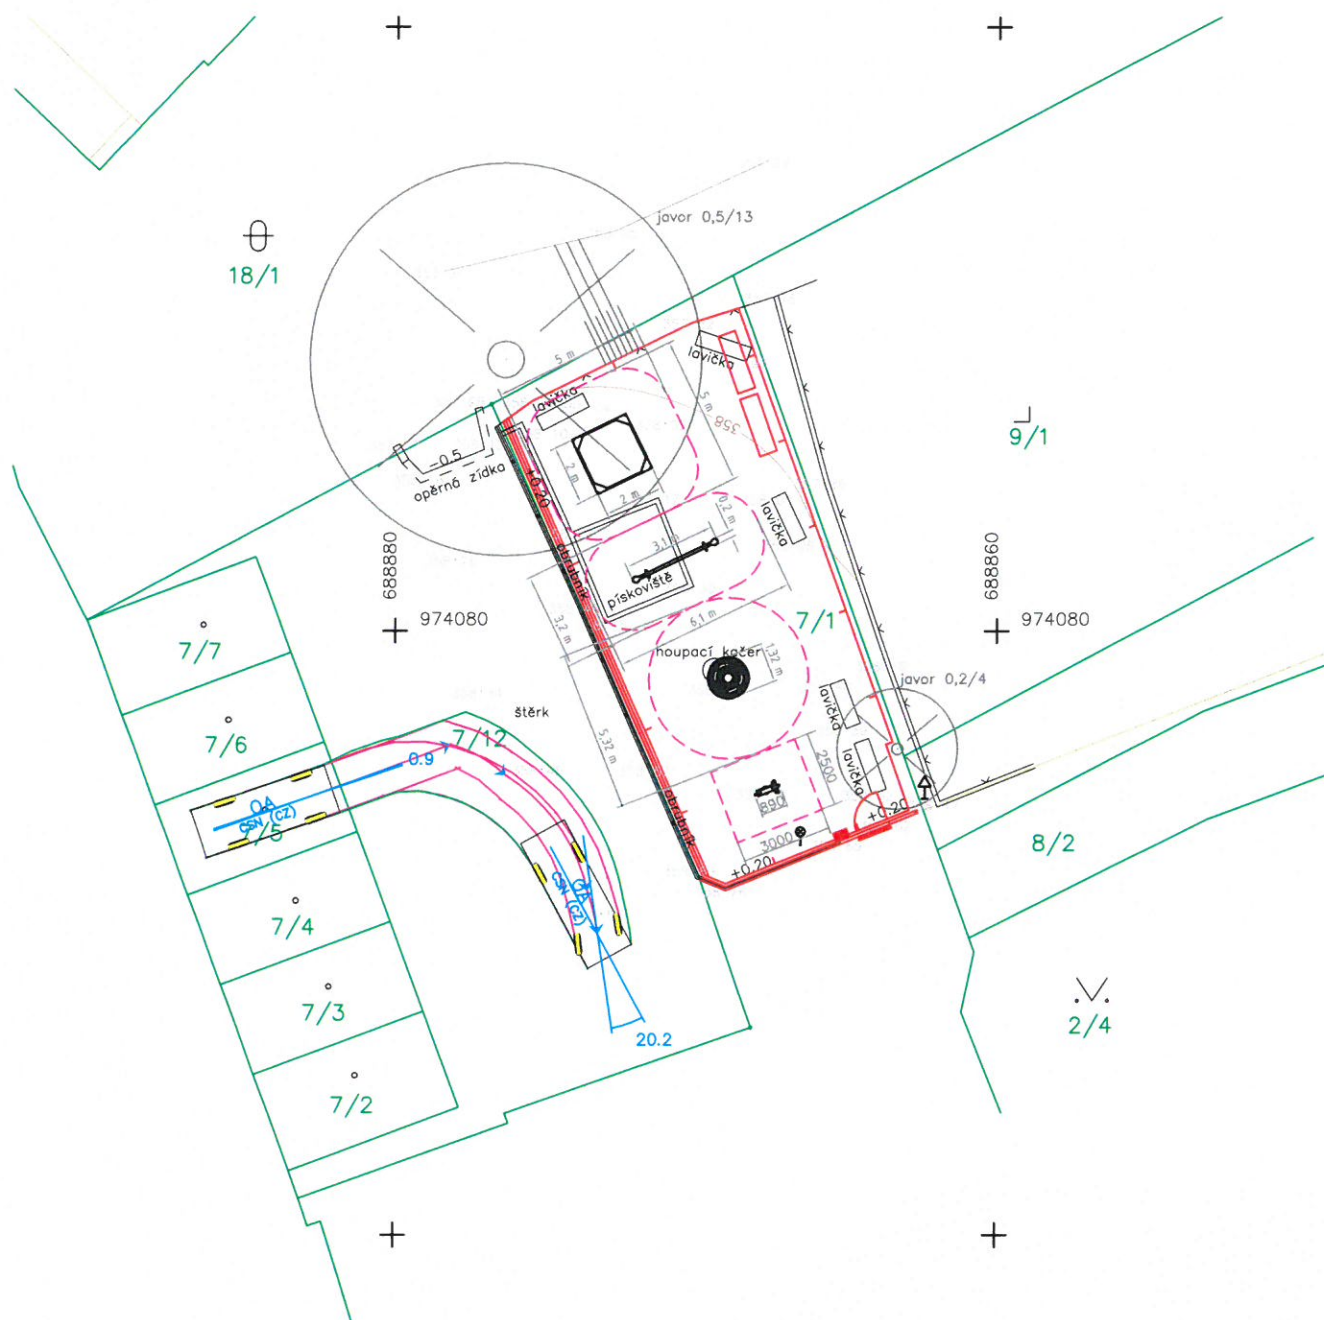 javor 0,5/13
18/1
5 m
lavička
lavička
5 m
358
9/1
-0.5
opěrná zídka
+0.20
2 m
2 m
0,2 m
lavička
3,1 m
688880
688860
obrubník
pískoviště
974080
974080
7/1
6,1 m
3,2 m
7/7
houpací kačer
1,32 m
javor 0,2/4
lavička
štěrk
7/6
7/12
5,32 m
0.9
2500
lavička
OA
ČSN (CZ)
7/5
890
obrubník
+0.20
3000
8/2
+0.20
OA
ČSN (CZ)
7/4
7/3
2/4
20.2
7/2